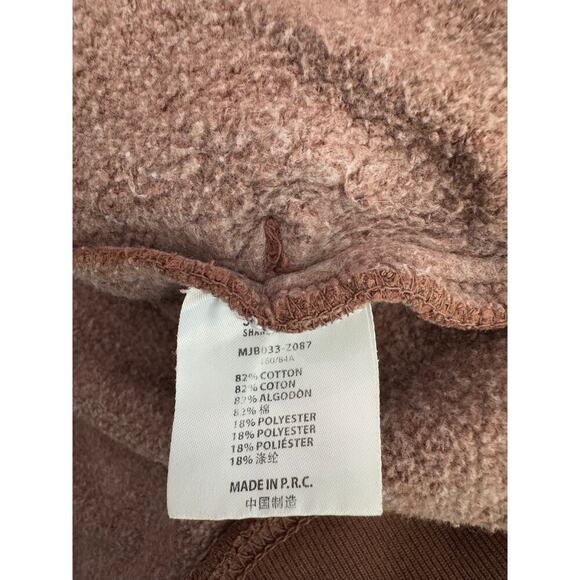 MJB033-Z087
160/84A
82% COTTON
82% COTON
82% ALGODÓN
82% 棉
18% POLYESTER
18% POLYESTER
18% POLIÉSTER
18% 涤纶
MADE IN P.R.C.
中国制造